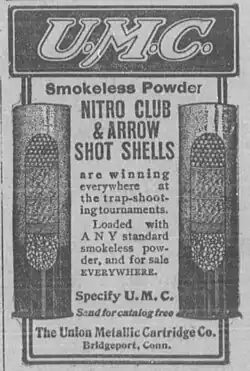 U.M.C.
Smokeless Powder
NITRO CLUB
& ARROW
SHOT SHELLS
are winning
everywhere at
the trap-shoot-
ing tournaments.
Loaded with
ANY standard
smokeless pow-
der, and for sale
EVERYWHERE.
Specify U. M. C.
Send for catalog free
The Union Metallic Cartridge Co.
Bridgeport, Conn.